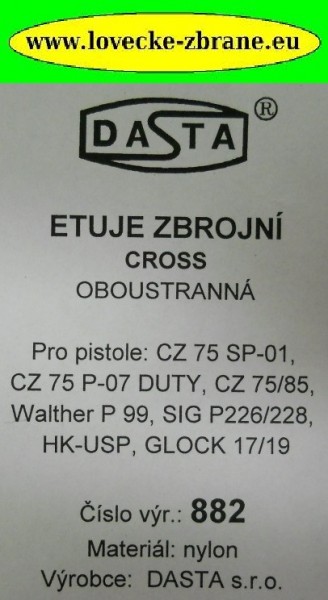 www.lovecke-zbrane.eu
DASTA ®
ETUJE ZBROJNÍ
CROSS
OBOUSTRANNÁ
Pro pistole: CZ 75 SP-01,
CZ 75 P-07 DUTY, CZ 75/85,
Walther P 99, SIG P226/228,
HK-USP, GLOCK 17/19
Číslo výr.: 882
Materiál: nylon
Výrobce: DASTA s.r.o.